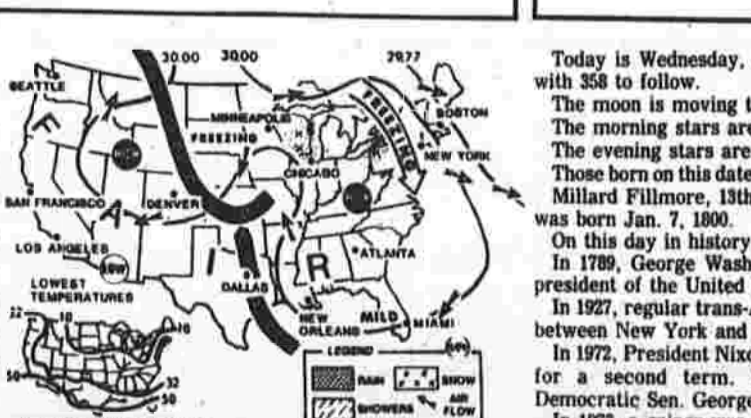 30.00 30.00 29.77
SEATTLE
BOSTON
MINNEAPOLIS
FREEZING
FREEZING
NEW YORK
CHICAGO
SAN FRANCISCO
DENVER
F A I R
LOS ANGELES
ATLANTA
LOW
DALLAS
LOWEST
TEMPERATURES
NEW
ORLEANS
MILD
MIAMI
32
50
LEGEND
RAIN
SNOW
SHOWERS
AIR
FLOW
Today is Wednesday,
with 358 to follow.
The moon is moving
The morning stars are
The evening stars are
Those born on this date
Millard Fillmore, 13th
was born Jan. 7, 1800.
On this day in history
In 1789, George Wash
president of the United
In 1927, regular trans-
between New York and
In 1972, President Nixo
for a second term.
Democratic Sen. George